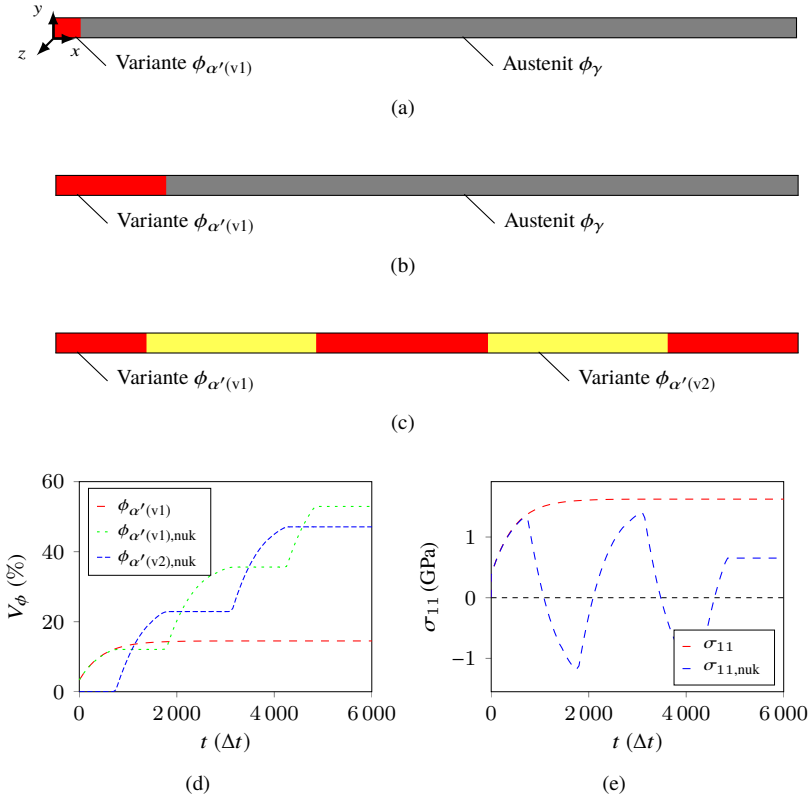 y
z x
Variante ϕα′(v1) Austenit ϕγ
(a)
Variante ϕα′(v1) Austenit ϕγ
(b)
Variante ϕα′(v1) Variante ϕα′(v2)
(c)
60
40
20
0
Vϕ (%)
ϕα′(v1)
ϕα′(v1),nuk
ϕα′(v2),nuk
0 2 000 4 000 6 000
t (Δt)
(d)
1
0
−1
σ11 (GPa)
σ11
σ11,nuk
0 2 000 4 000 6 000
t (Δt)
(e)